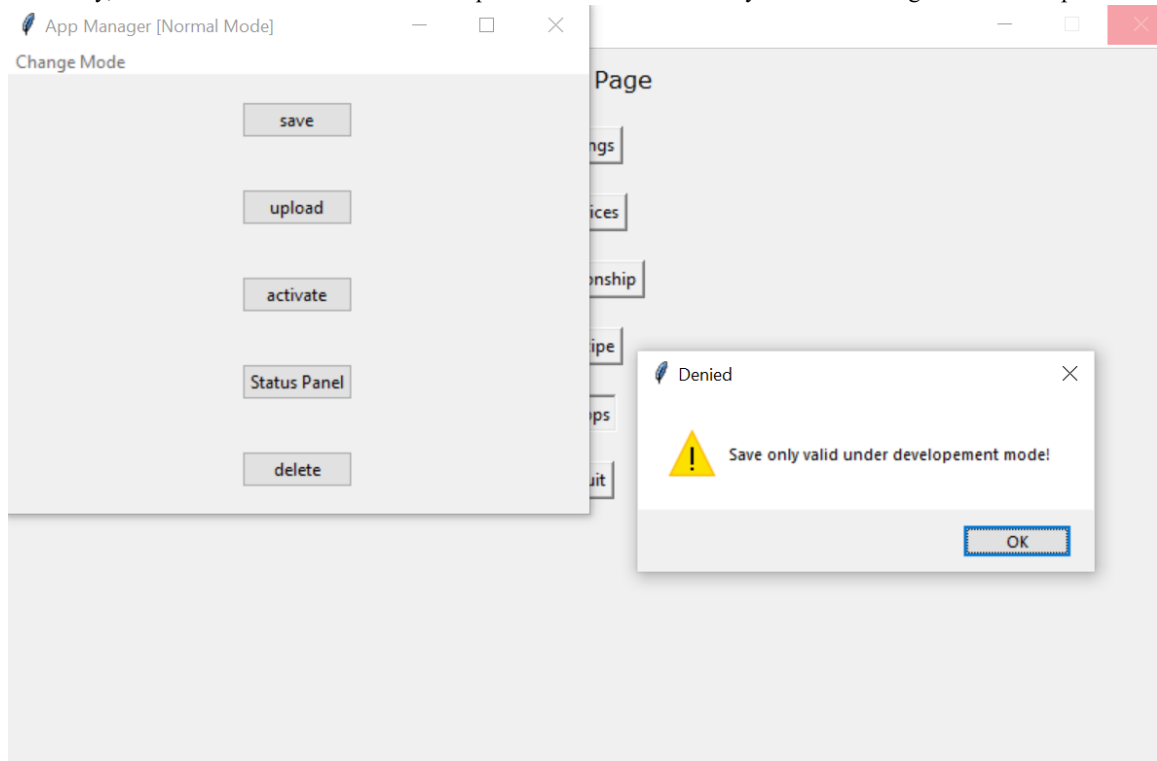 App Manager [Normal Mode]
Change Mode
Page
save
ngs
upload
ices
onship
activate
ipe
Status Panel
Denied
ops
Save only valid under developement mode!
delete
uit
OK